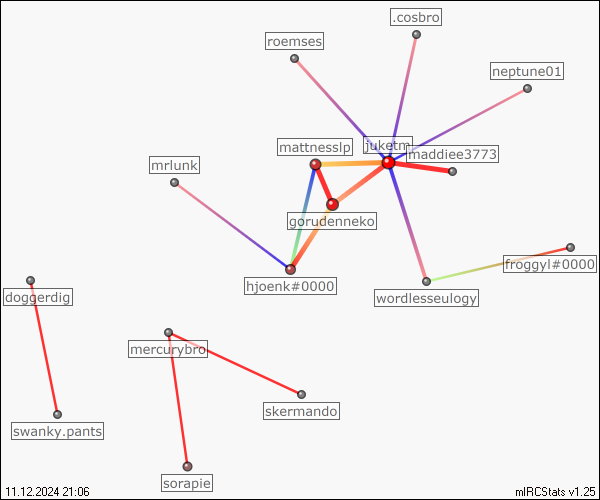 .cosbro
roemses
neptune01
juketm
mattnesslp
maddiee3773
mrlunk
gorudenneko
froggyl#0000
hjoenk#0000
wordlesseulogy
doggerdig
mercurybro
skermando
swanky.pants
sorapie
11.12.2024 21:06
mIRCStats v1.25